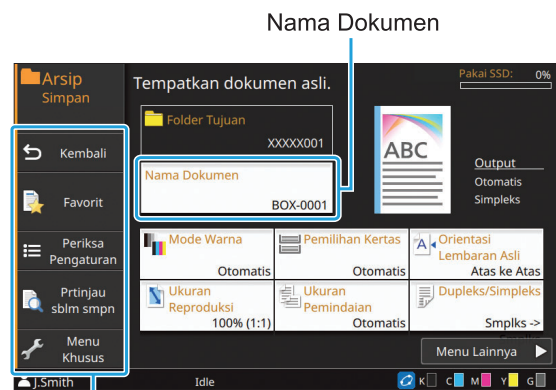 Nama Dokumen
Arsip
Simpan
Tempatkan dokumen asli.
Pakai SSD: 0%
Folder Tujuan
XXXXX001
Nama Dokumen
BOX-0001
ABC
Output
Otomatis
Simpleks
Kembali
Favorit
Periksa
Pengaturan
Prtinjau
sblm smpn
Menu
Khusus
Mode Warna
Otomatis
Pemilihan Kertas
Otomatis
A
Orientasi
Lembaran Asli
Atas ke Atas
Ukuran
Reproduksi
100% (1:1)
Ukuran
Pemindaian
Otomatis
Dupleks/Simpleks
Smplks ->
Menu Lainnya
J.Smith
Idle
K C M Y G